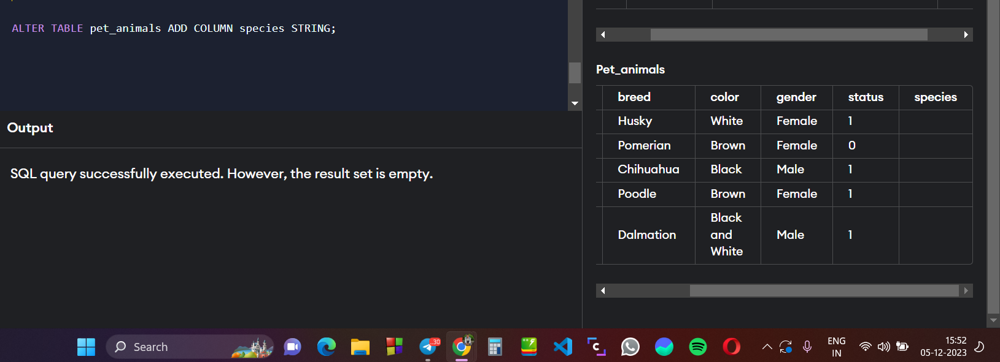 ALTER TABLE pet_animals ADD COLUMN species STRING;
Output
SQL query successfully executed. However, the result set is empty.
Pet_animals
breed color gender status species
Husky White Female 1
Pomerian Brown Female 0
Chihuahua Black Male 1
Poodle Brown Female 1
Dalmation Black and White Male 1
Search
30
C
ENG
IN
15:52
05-12-2023